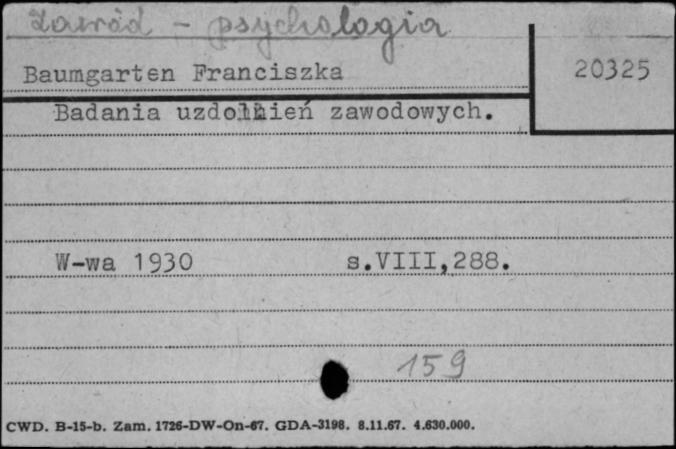 Zawód - psychologia
Baumgarten Franciszka
20325
Badania uzdolnień zawodowych.
W-wa 1930 s.VIII,288.
159
CWD. B-15-b. Zam. 1726-DW-On-67. GDA-3198. 8.11.67. 4.630.000.